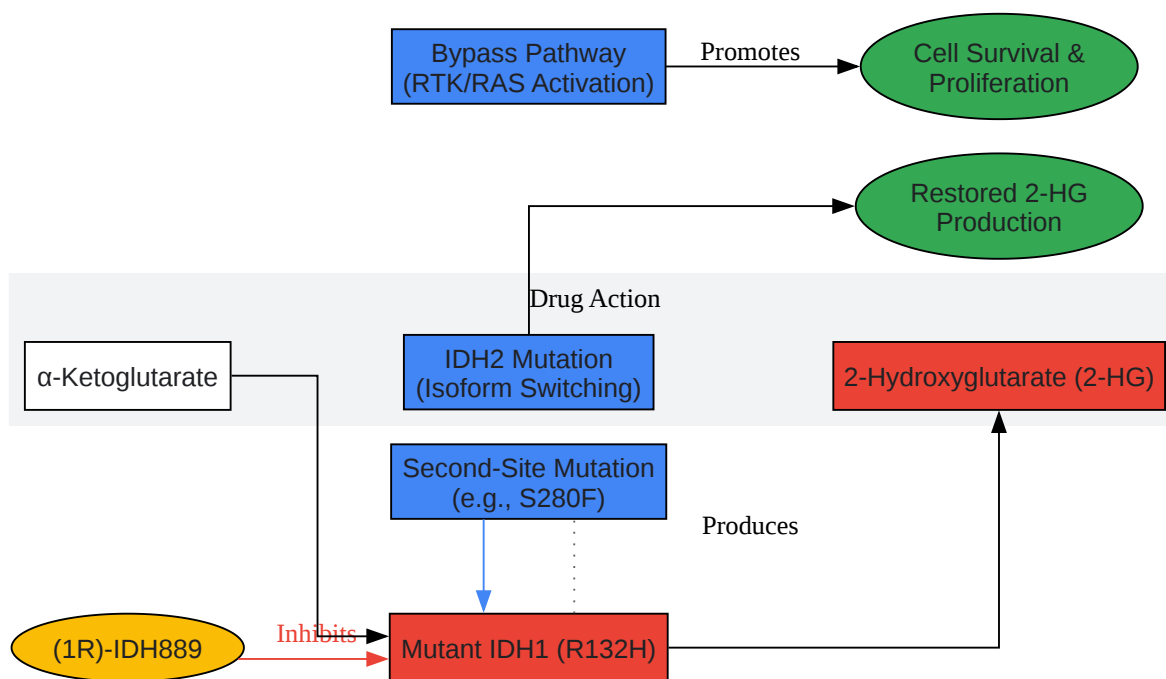 Bypass Pathway
(RTK/RAS Activation)
Promotes
Cell Survival &
Proliferation
Restored 2-HG
Production
Drug Action
α-Ketoglutarate
IDH2 Mutation
(Isoform Switching)
2-Hydroxyglutarate (2-HG)
Second-Site Mutation
(e.g., S280F)
Produces
(1R)-IDH889
Inhibits
Mutant IDH1 (R132H)